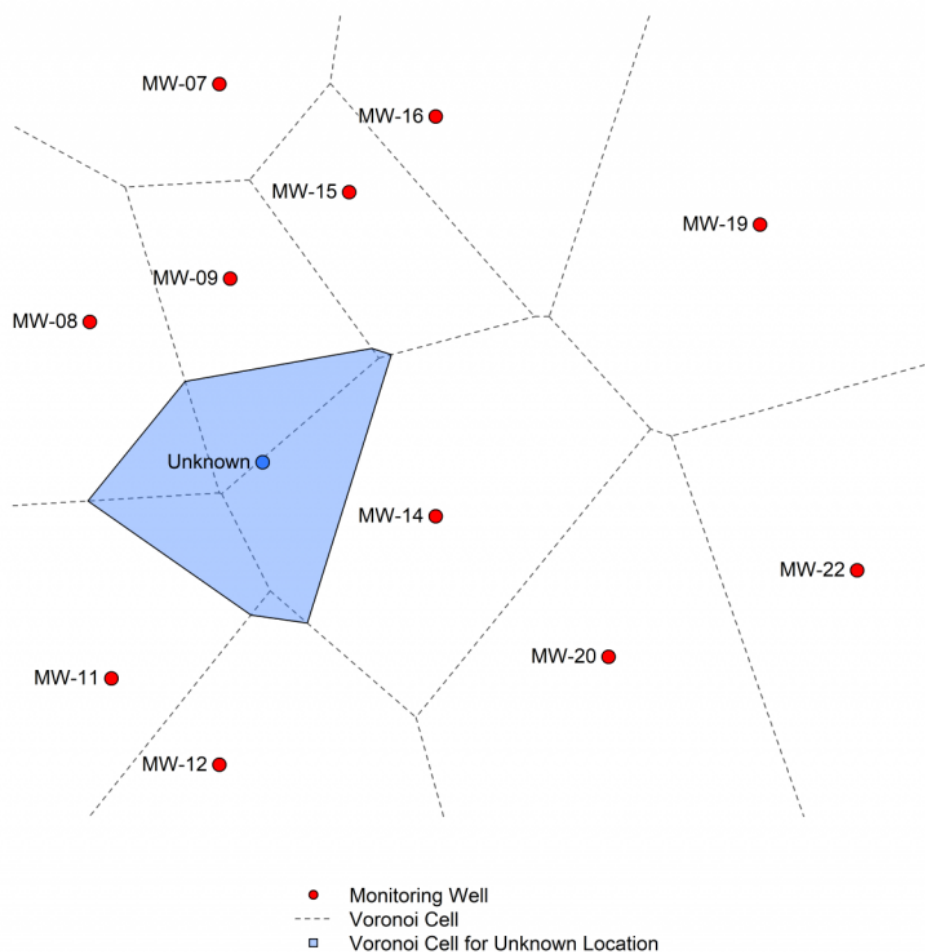 MW-07
MW-16
MW-15
MW-19
MW-09
MW-08
Unknown
MW-14
MW-22
MW-20
MW-11
MW-12
Monitoring Well
Voronoi Cell
Voronoi Cell for Unknown Location